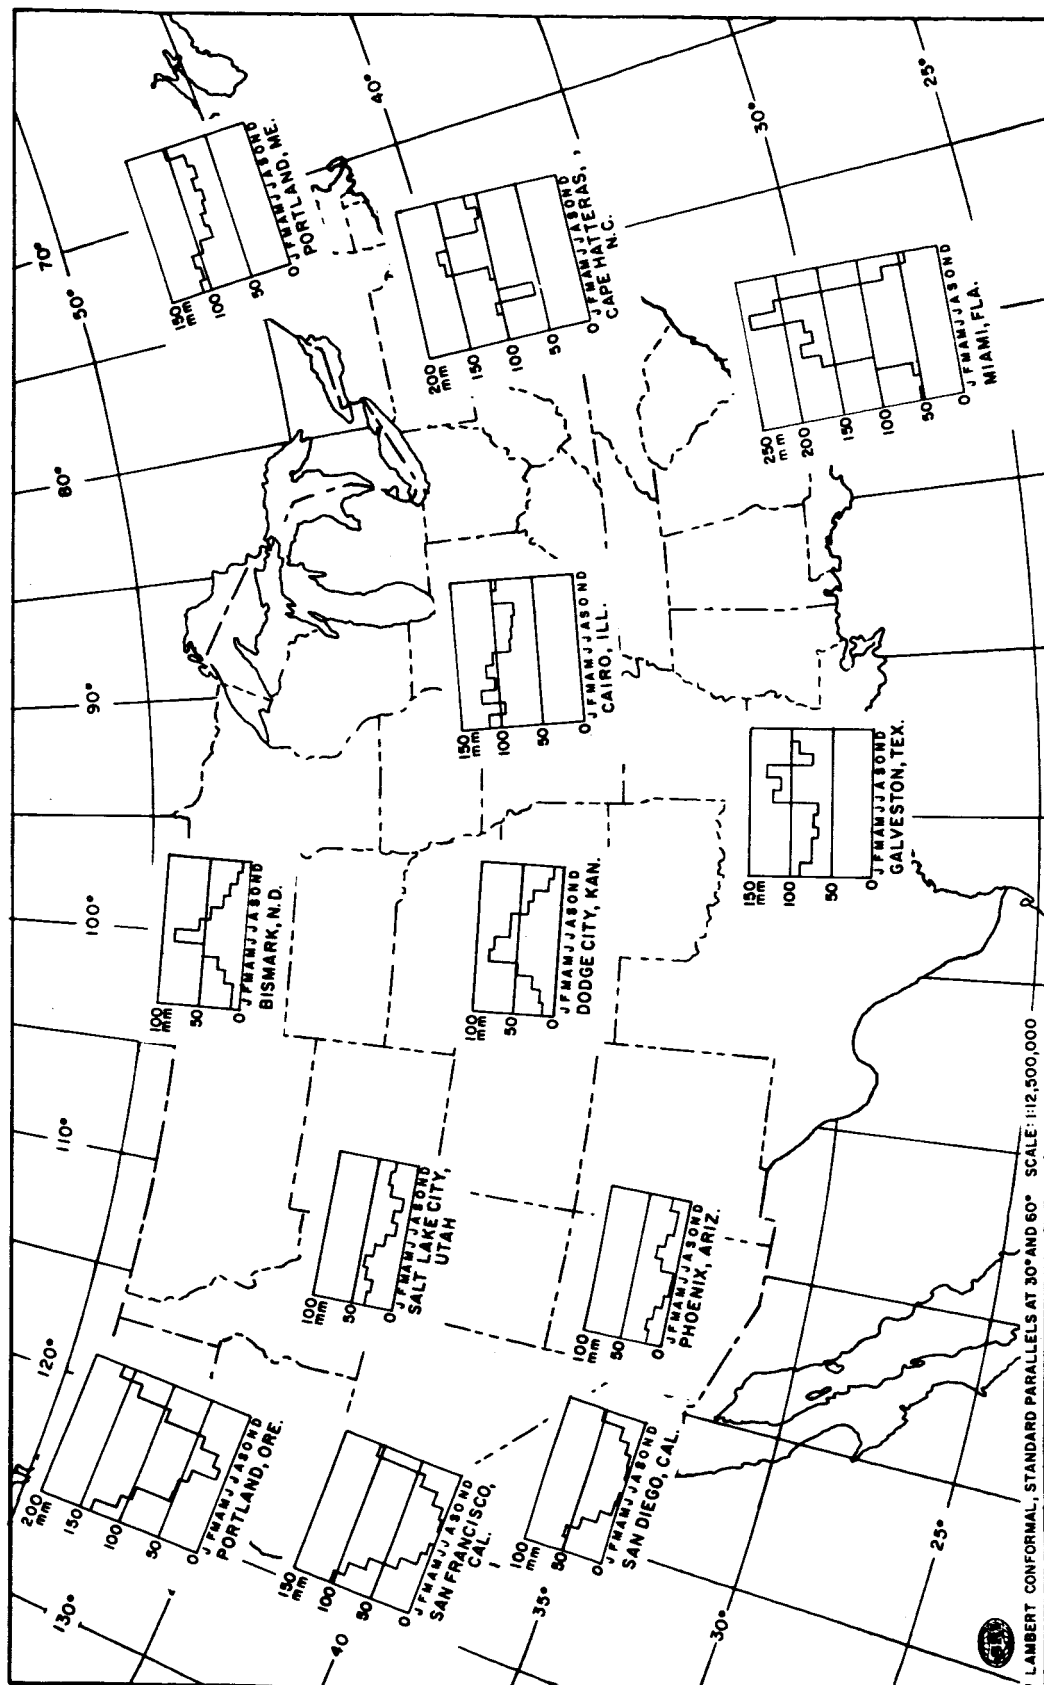 130°
120°
110°
100°
90°
80°
70°
50°
40°
30°
25°
40
35°
30°
25°
200
mm
150
100
50
0
J F M A M J J A S O N D
PORTLAND, ORE.
150
mm
100
50
0
J F M A M J J A S O N D
SAN FRANCISCO,
CAL.
100
mm
50
0
J F M A M J J A S O N D
SAN DIEGO, CAL.
100
mm
50
0
J F M A M J J A S O N D
SALT LAKE CITY,
UTAH
100
mm
50
0
J F M A M J J A S O N D
PHOENIX, ARIZ.
100
mm
50
0
J F M A M J J A S O N D
BISMARK, N.D.
100
mm
50
0
J F M A M J J A S O N D
DODGE CITY, KAN.
150
mm
100
50
0
J F M A M J J A S O N D
GALVESTON, TEX.
150
mm
100
50
0
J F M A M J J A S O N D
CAIRO, ILL.
150
mm
100
50
0
J F M A M J J A S O N D
PORTLAND, ME.
200
mm
150
100
50
0
J F M A M J J A S O N D
CAPE HATTERAS,
N.C.
250
mm
200
150
100
50
0
J F M A M J J A S O N D
MIAMI, FLA.
LAMBERT CONFORMAL, STANDARD PARALLELS AT 30° AND 60° SCALE: 1:12,500,000